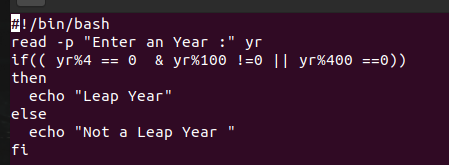 #!/bin/bash
read -p "Enter an Year :" yr
if(( yr%4 == 0  & yr%100 !=0 || yr%400 ==0))
then
  echo "Leap Year"
else
  echo "Not a Leap Year "
fi